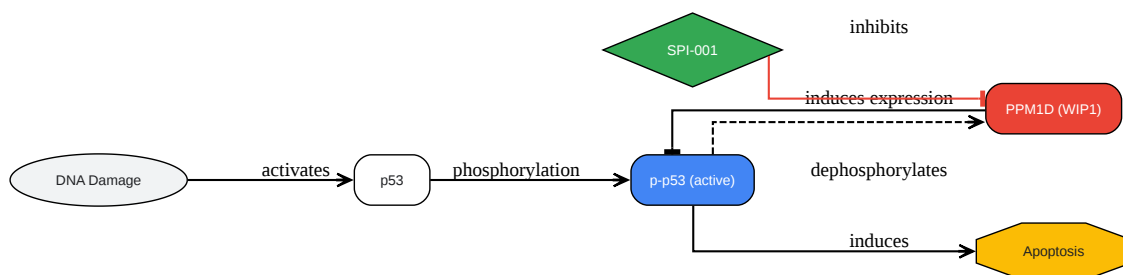 inhibits
SPI-001
induces expression
PPM1D (WIP1)
DNA Damage
activates
p53
phosphorylation
p-p53 (active)
dephosphorylates
induces
Apoptosis